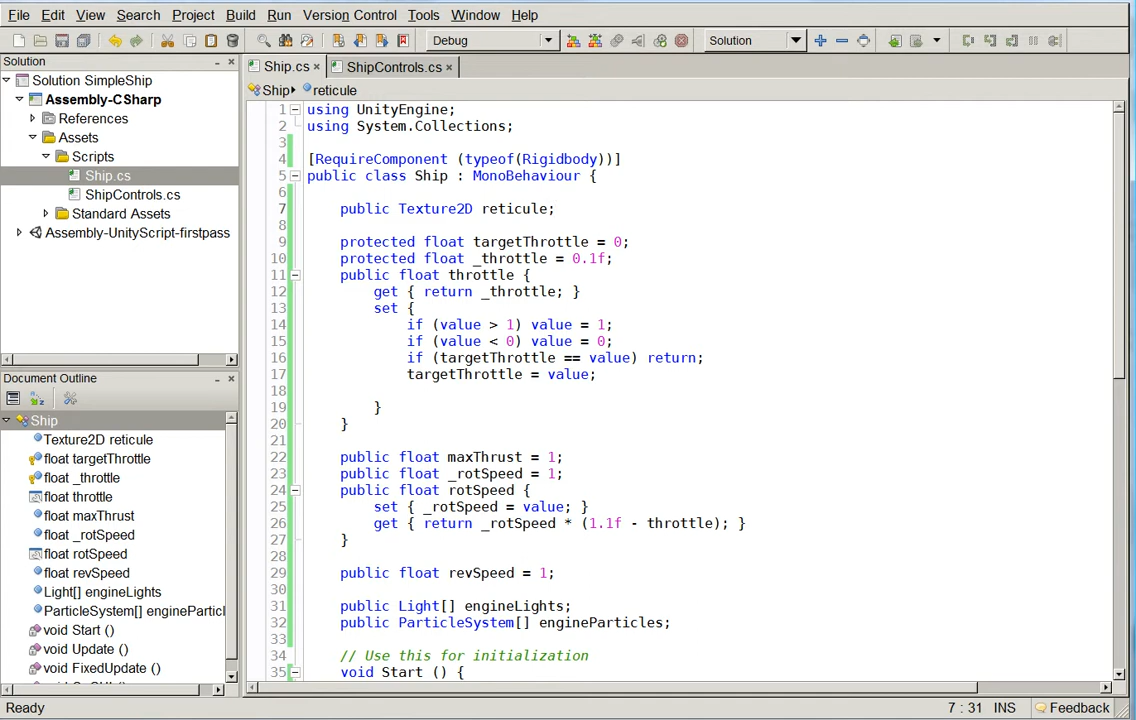 File Edit View Search Project Build Run Version Control Tools Window Help
Debug Solution
Solution
Solution SimpleShip
Assembly-CSharp
References
Assets
Scripts
Ship.cs
ShipControls.cs
Standard Assets
Assembly-UnityScript-firstpass
Document Outline
Ship
Texture2D reticule
float targetThrottle
float _throttle
float throttle
float maxThrust
float _rotSpeed
float rotSpeed
float revSpeed
Light[] engineLights
ParticleSystem[] engineParticl
void Start ()
void Update ()
void FixedUpdate ()
Ship.cs × ShipControls.cs ×
Ship reticule
1 using UnityEngine;
2 using System.Collections;
3
4 [RequireComponent (typeof(Rigidbody))]
5 public class Ship : MonoBehaviour {
6
7 public Texture2D reticule;
8
9 protected float targetThrottle = 0;
10 protected float _throttle = 0.1f;
11 public float throttle {
12 get { return _throttle; }
13 set {
14 if (value > 1) value = 1;
15 if (value < 0) value = 0;
16 if (targetThrottle == value) return;
17 targetThrottle = value;
18
19 }
20 }
21
22 public float maxThrust = 1;
23 public float _rotSpeed = 1;
24 public float rotSpeed {
25 set { _rotSpeed = value; }
26 get { return _rotSpeed * (1.1f - throttle); }
27 }
28
29 public float revSpeed = 1;
30
31 public Light[] engineLights;
32 public ParticleSystem[] engineParticles;
33
34 // Use this for initialization
35 void Start () {
Ready 7 : 31 INS Feedback